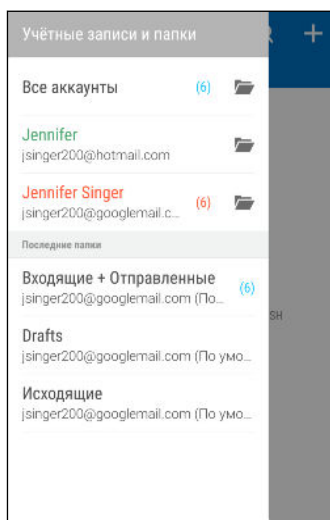 Учётные записи и папки
Все аккаунты (6)
Jennifer
jsinger200@hotmail.com
Jennifer Singer (6)
jsinger200@googlemail.c...
Последние папки
Входящие + Отправленные (6)
jsinger200@googlemail.com (По...
Drafts
jsinger200@googlemail.com (По умо...
Исходящие
jsinger200@googlemail.com (По умо...
SH